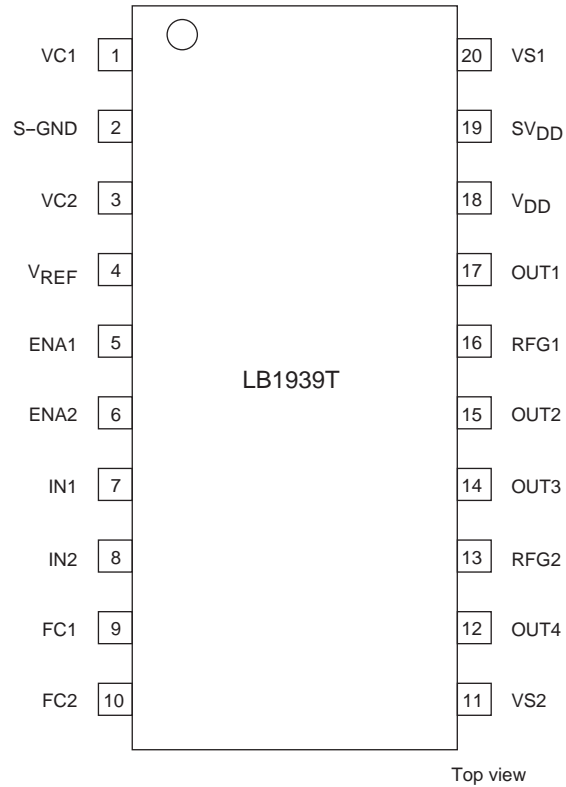 VC1 1 20 VS1
S–GND 2 19 SVDD
VC2 3 18 VDD
VREF 4 17 OUT1
ENA1 5 16 RFG1
LB1939T
ENA2 6 15 OUT2
IN1 7 14 OUT3
IN2 8 13 RFG2
FC1 9 12 OUT4
FC2 10 11 VS2
Top view